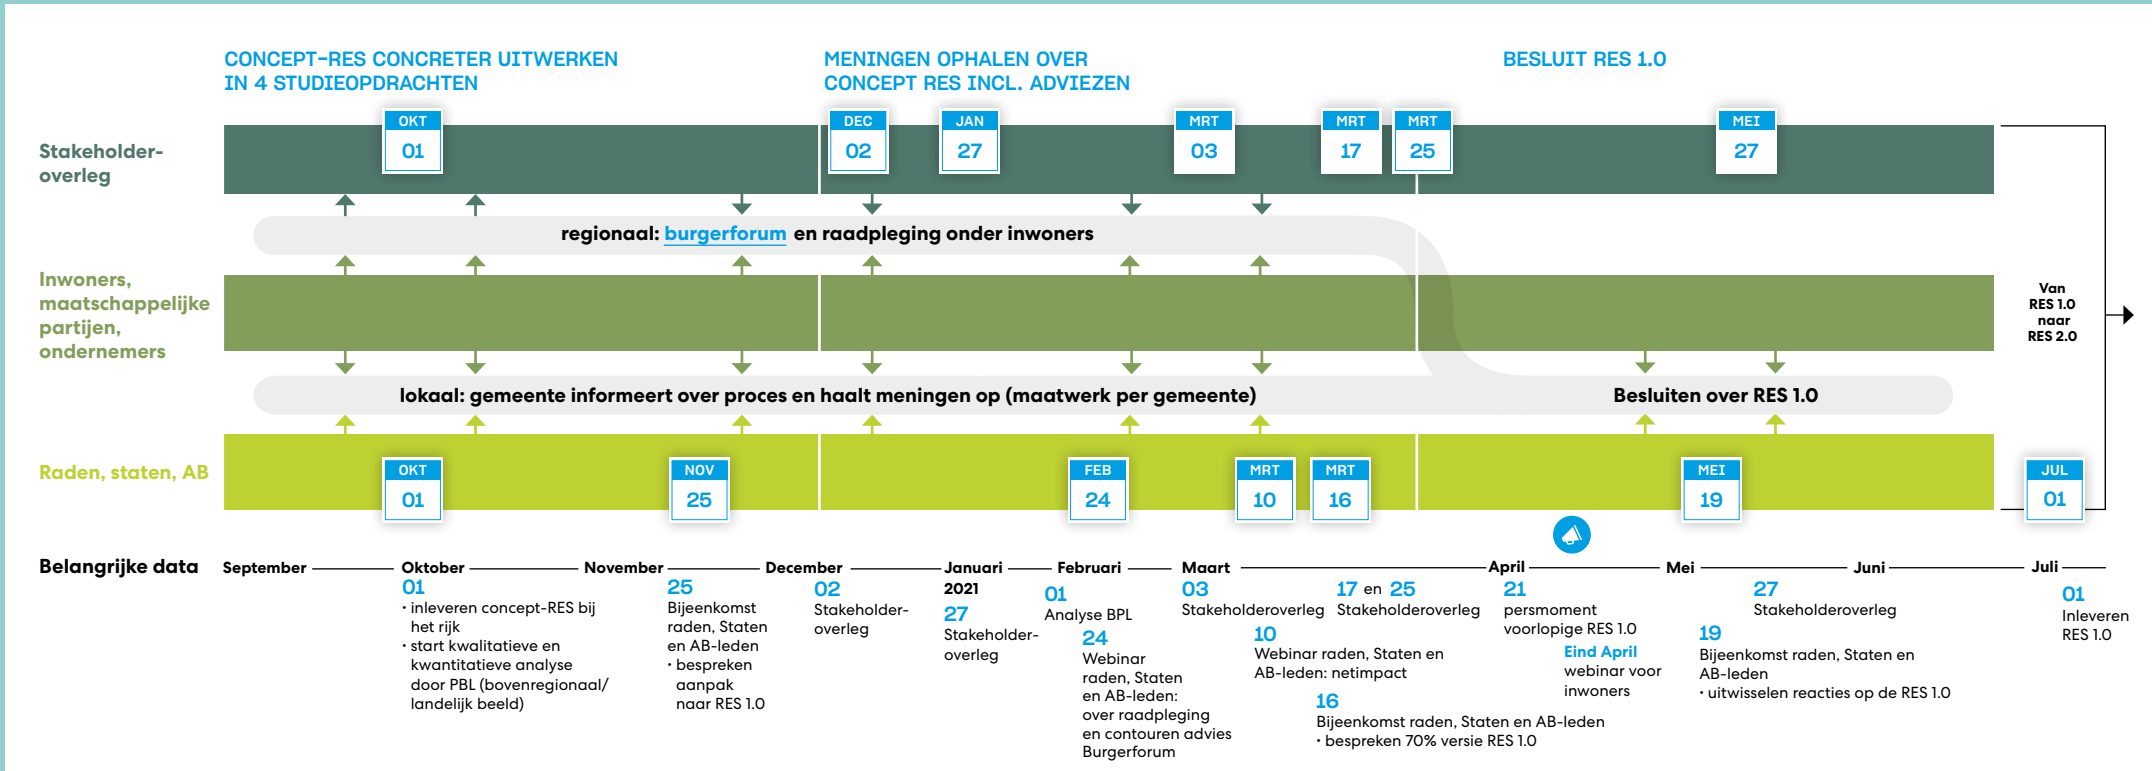 CONCEPT-RES CONCRETER UITWERKEN
IN 4 STUDIEOPDRACHTEN
MENINGEN OPHALEN OVER
CONCEPT RES INCL. ADVIEZEN
BESLUIT RES 1.0
Stakeholder-
overleg
OKT
01
DEC
02
JAN
27
MRT
03
MRT
17
MRT
25
MEI
27
regionaal: burgerforum en raadpleging onder inwoners
Inwoners,
maatschappelijke
partijen,
ondernemers
Van
RES 1.0
naar
RES 2.0
lokaal: gemeente informeert over proces en haalt meningen op (maatwerk per gemeente)
Besluiten over RES 1.0
Raden, staten, AB
OKT
01
NOV
25
FEB
24
MRT
10
MRT
16
MEI
19
JUL
01
Belangrijke data
September
Oktober
November
December
Januari
2021
Februari
Maart
April
Mei
Juni
Juli
01
· inleveren concept-RES bij
het rijk
· start kwalitatieve en
kwantitatieve analyse
door PBL (bovenregionaal/
landelijk beeld)
25
Bijeenkomst
raden, Staten
en AB-leden
· bespreken
aanpak
naar RES 1.0
02
Stakeholder-
overleg
27
Stakeholder-
overleg
01
Analyse BPL
24
Webinar
raden, Staten
en AB-leden:
over raadpleging
en contouren advies
Burgerforum
03
Stakeholderoverleg
10
Webinar raden, Staten en
AB-leden: netimpact
17 en 25
Stakeholderoverleg
16
Bijeenkomst raden, Staten en AB-leden
· bespreken 70% versie RES 1.0
21
persmoment
voorlopige RES 1.0
Eind April
webinar voor
inwoners
27
Stakeholderoverleg
19
Bijeenkomst raden, Staten en
AB-leden
· uitwisselen reacties op de RES 1.0
01
Inleveren
RES 1.0